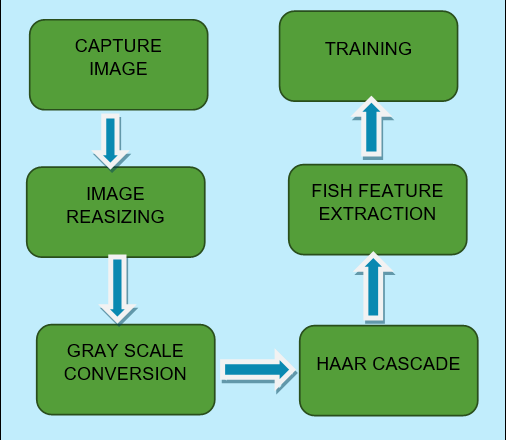 CAPTURE
IMAGE
IMAGE
REASIZING
GRAY SCALE
CONVERSION
HAAR CASCADE
FISH FEATURE
EXTRACTION
TRAINING